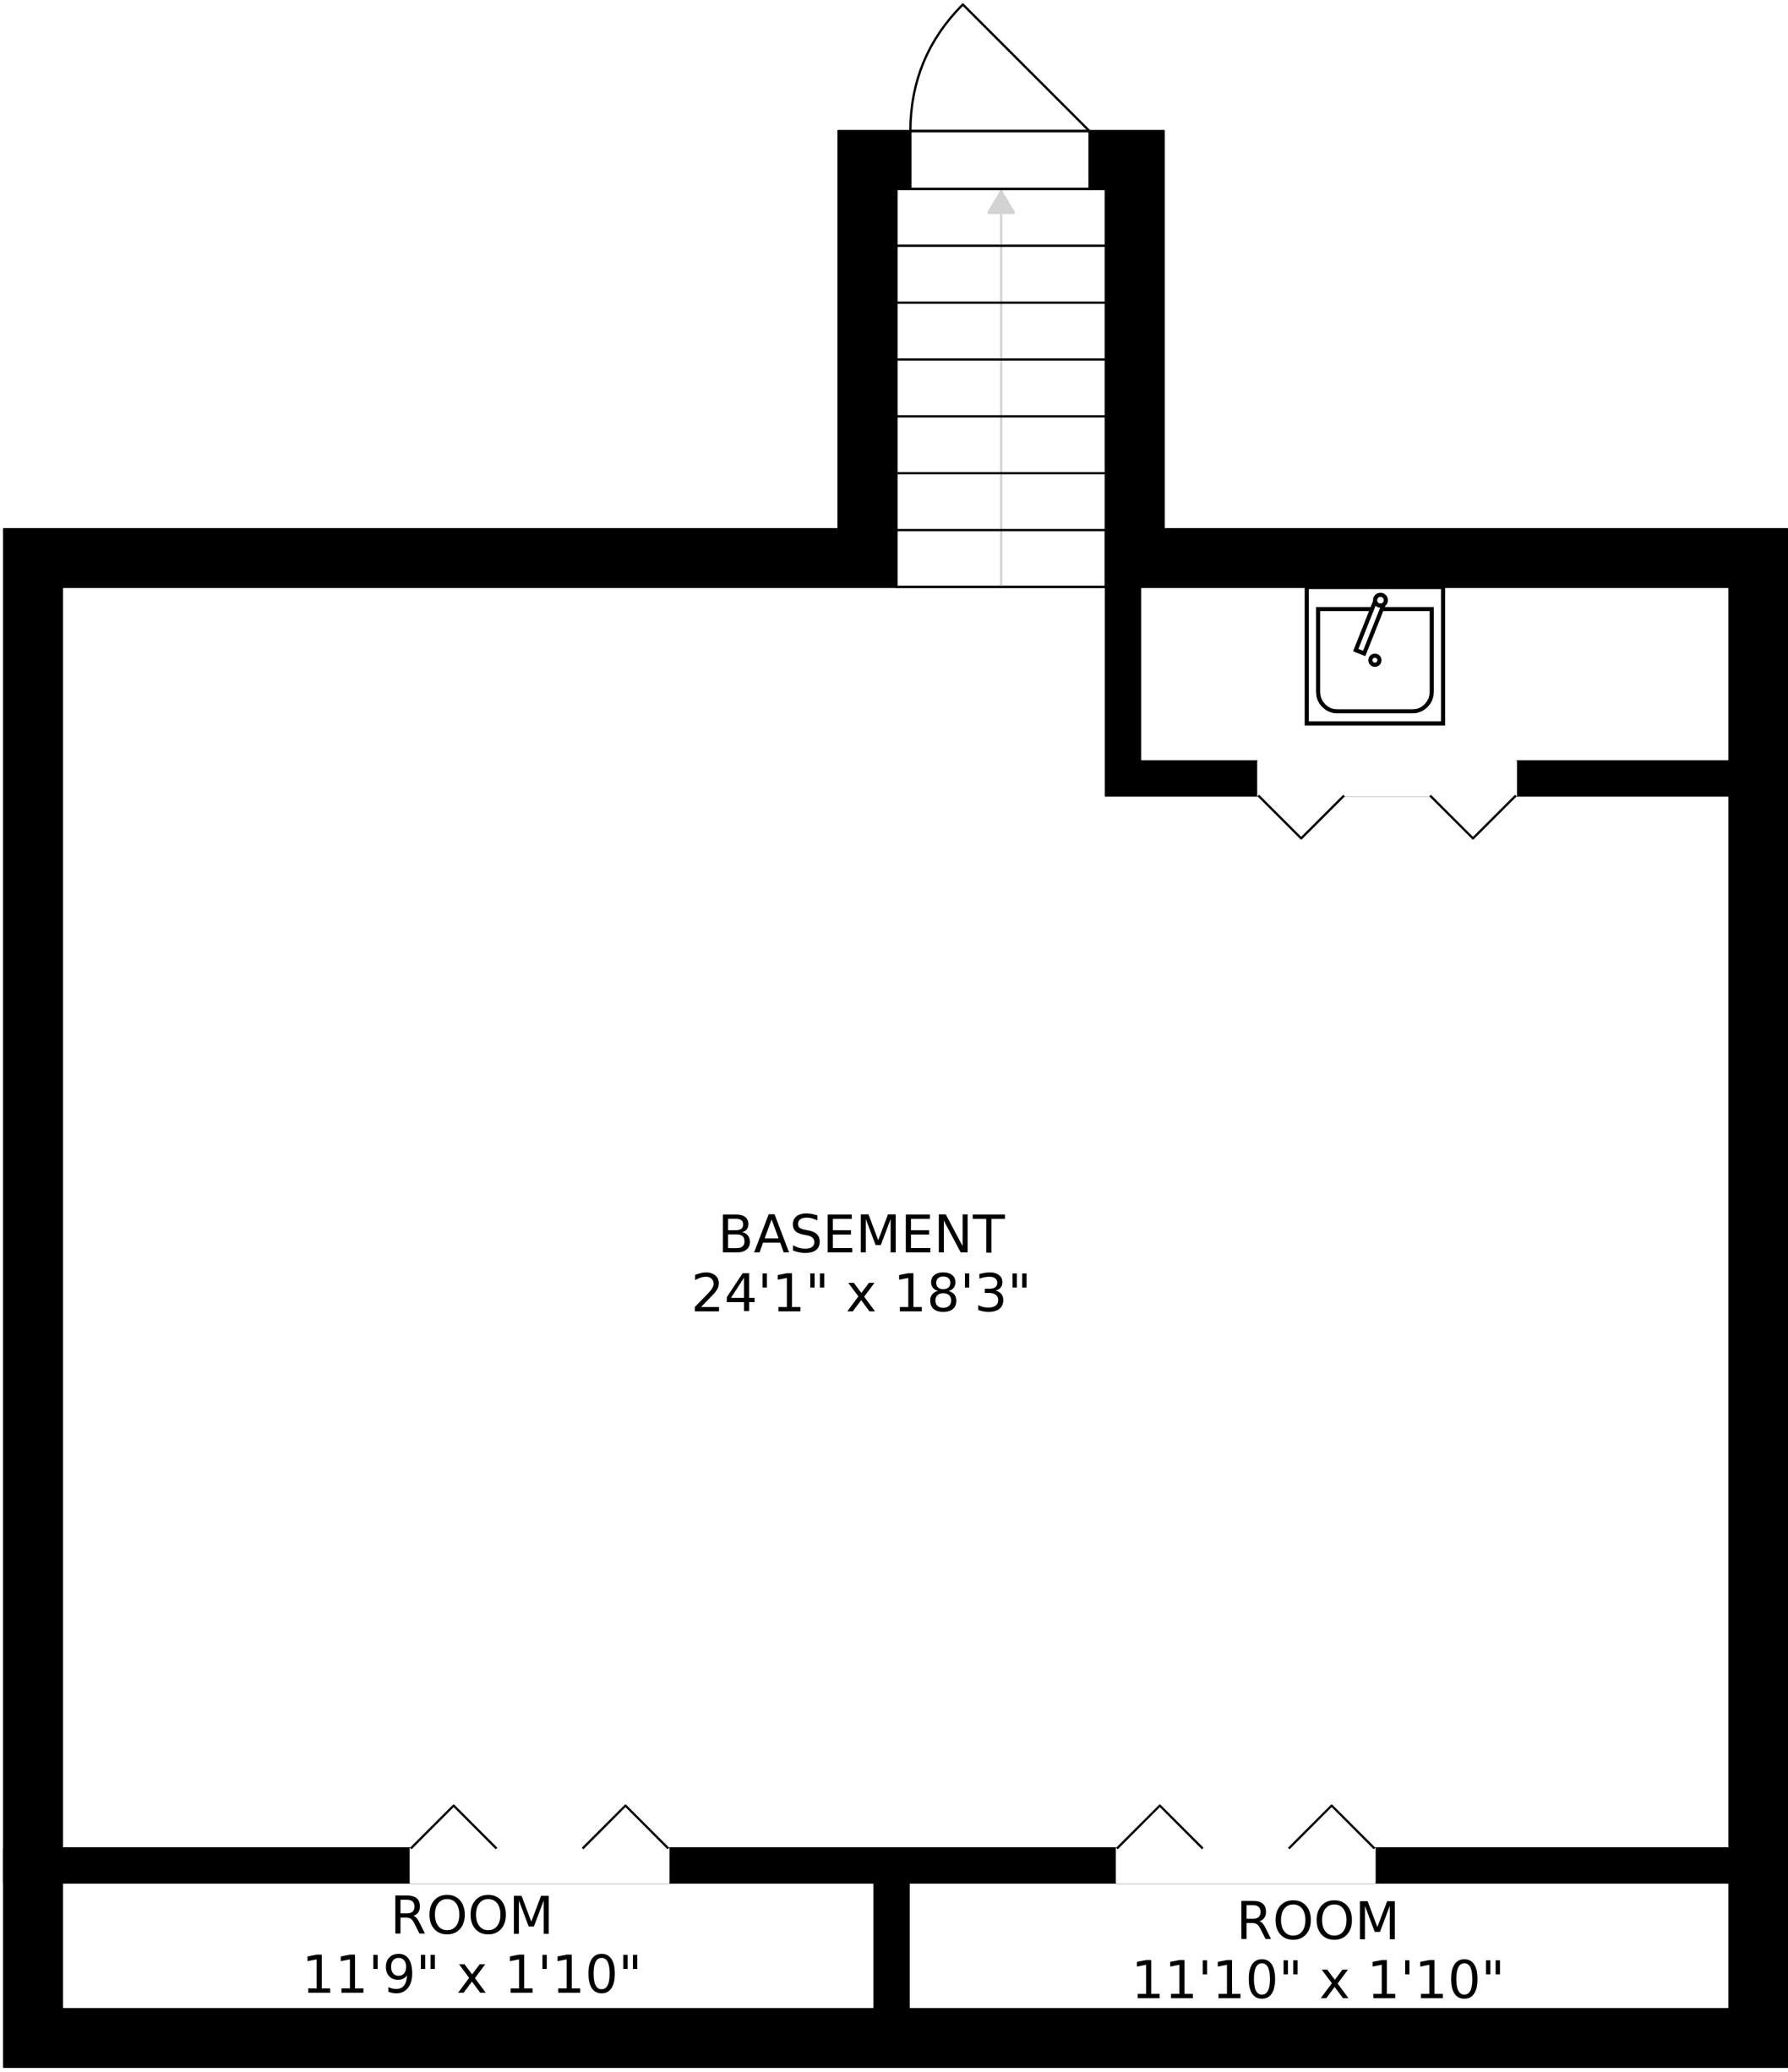 BASEMENT
24'1" x 18'3"
ROOM
11'9" x 1'10"
ROOM
11'10" x 1'10"